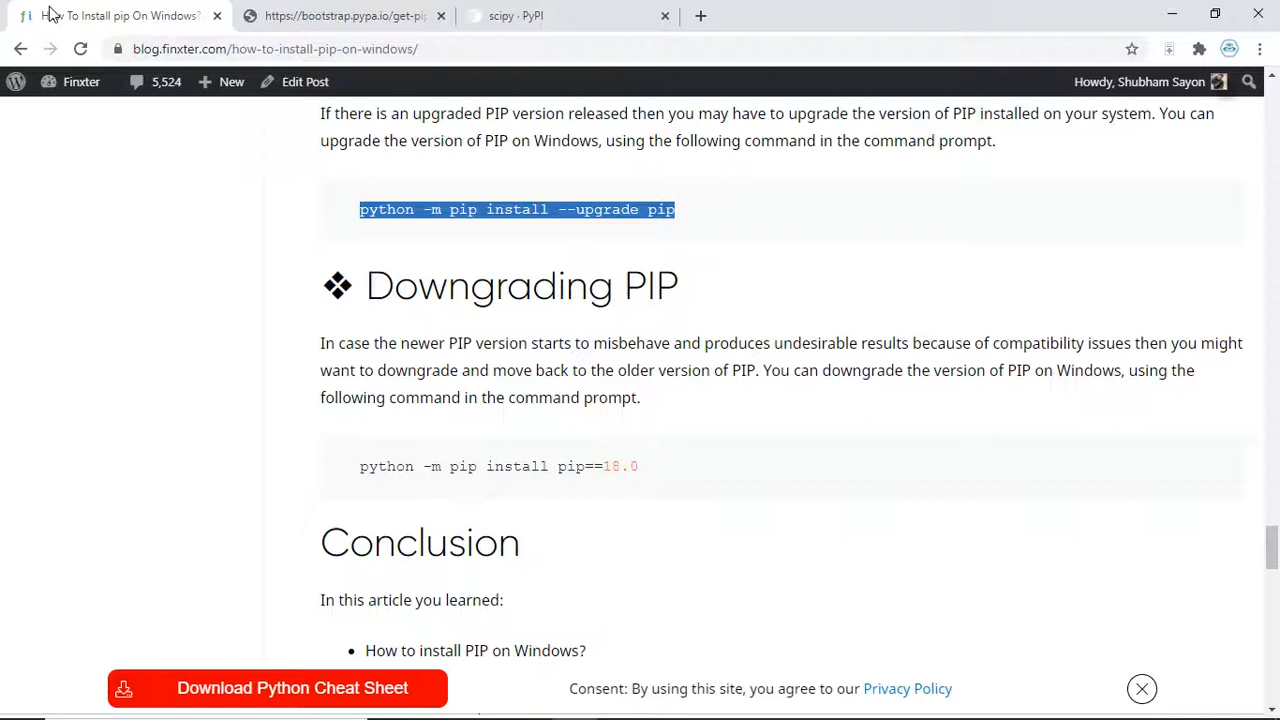 How To Install pip On Windows?
https://bootstrap.pypa.io/get-pip
scipy · PyPI
blog.finxter.com/how-to-install-pip-on-windows/
Finxter 5,524 New Edit Post Howdy, Shubham Sayon
If there is an upgraded PIP version released then you may have to upgrade the version of PIP installed on your system. You can
upgrade the version of PIP on Windows, using the following command in the command prompt.
python -m pip install --upgrade pip
❖ Downgrading PIP
In case the newer PIP version starts to misbehave and produces undesirable results because of compatibility issues then you might
want to downgrade and move back to the older version of PIP. You can downgrade the version of PIP on Windows, using the
following command in the command prompt.
python -m pip install pip==18.0
Conclusion
In this article you learned:
• How to install PIP on Windows?
Download Python Cheat Sheet
Consent: By using this site, you agree to our Privacy Policy